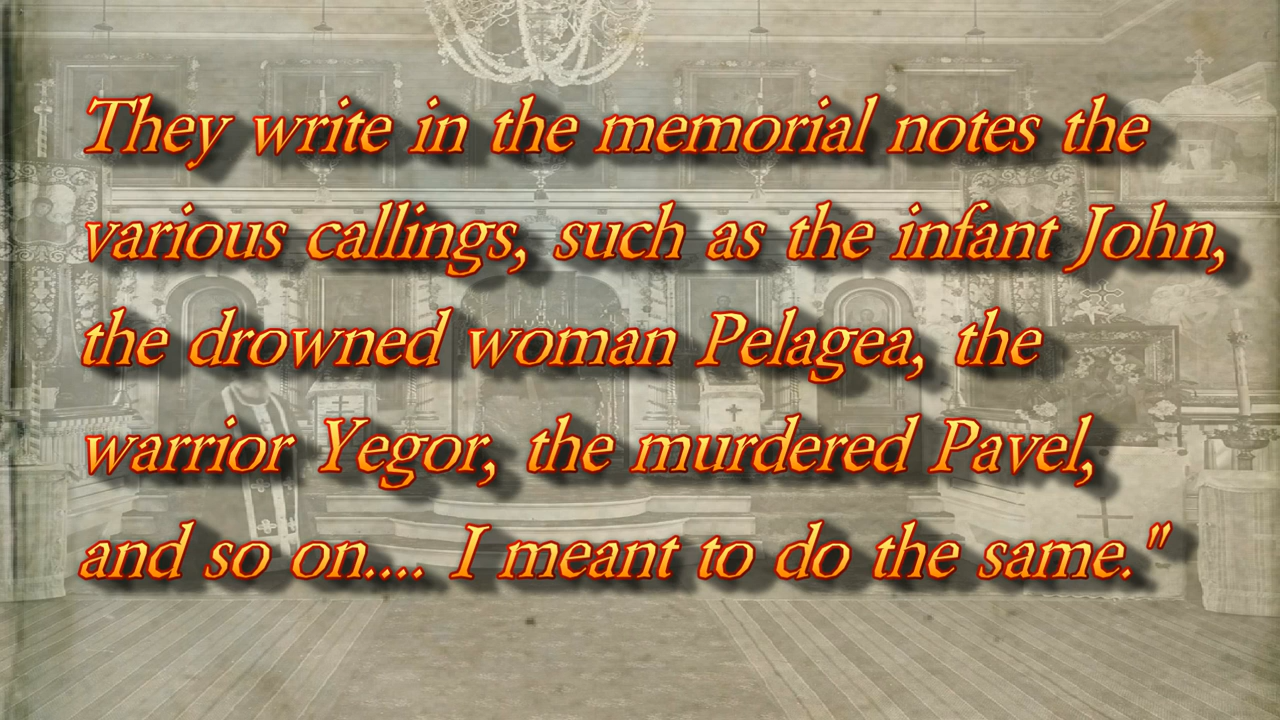 They write in the memorial notes the
various callings, such as the infant John,
the drowned woman Pelagea, the
warrior Yegor, the murdered Pavel,
and so on.... I meant to do the same."